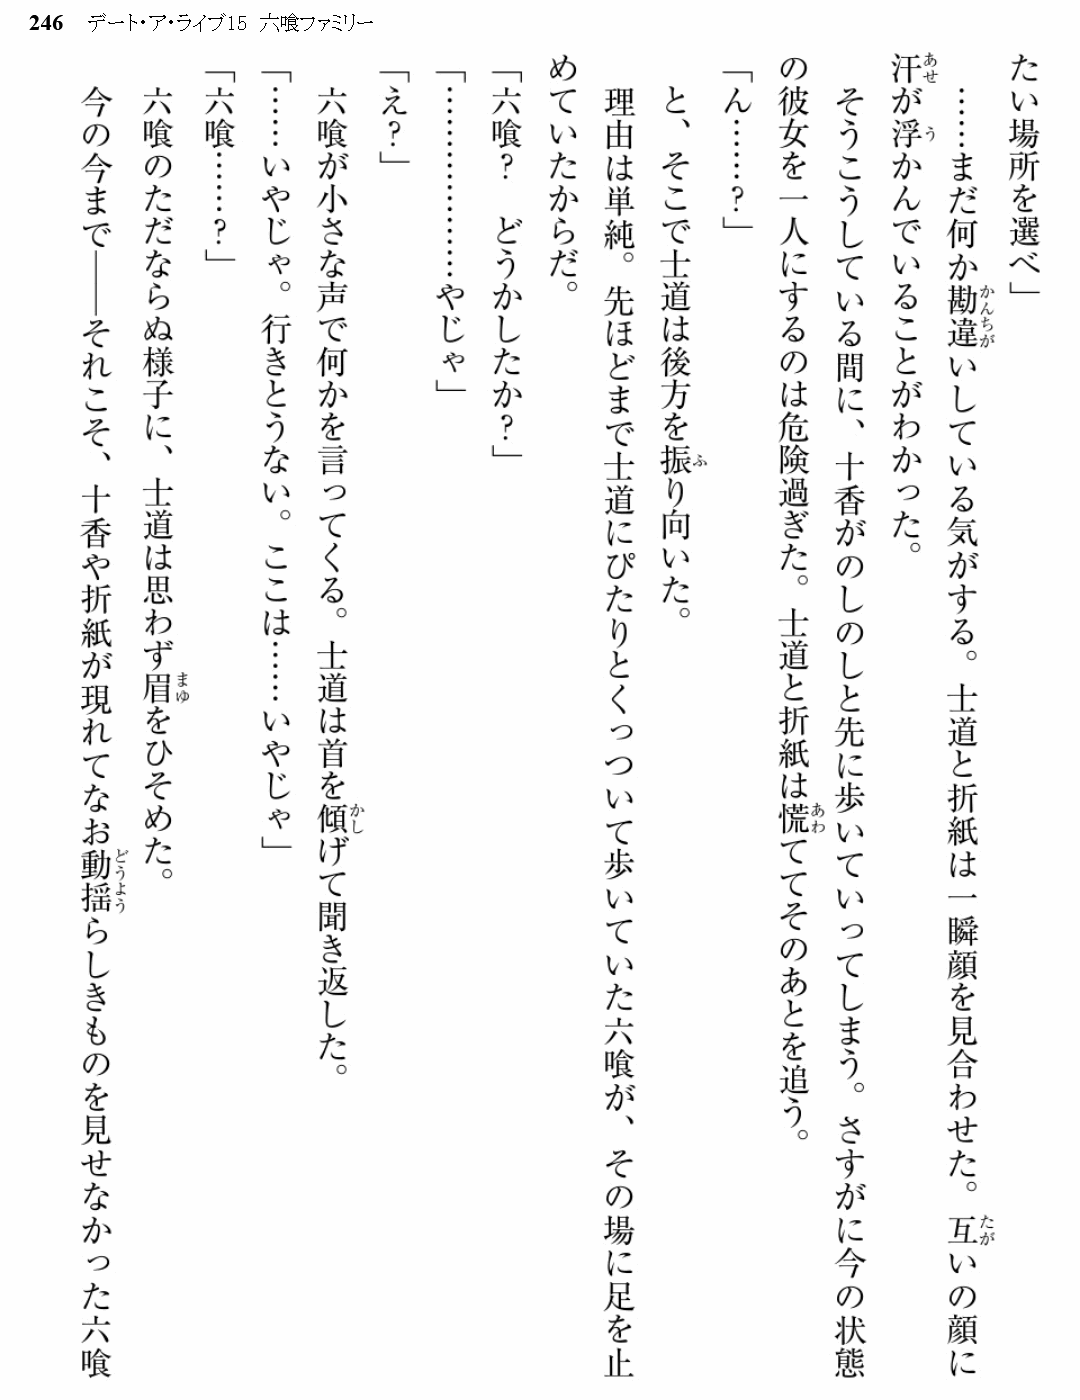 246 デート・ア・ライブ15 六喰ファミリー
たい場所を選べ」
……まだ何か勘違いしている気がする。士道と折紙は一瞬顔を見合わせた。互いの顔に
汗が浮かんでいることがわかった。
そうこうしている間に、十香がのしのしと先に歩いていってしまう。さすがに今の状態
の彼女を一人にするのは危険過ぎた。士道と折紙は慌ててそのあとを追う。
「ん……？」
と、そこで士道は後方を振り向いた。
理由は単純。先ほどまで士道にぴたりとくっついて歩いていた六喰が、その場に足を止
めていたからだ。
「六喰？　どうかしたか？」
「………………やじゃ」
「え？」
六喰が小さな声で何かを言ってくる。士道は首を傾げて聞き返した。
「……いやじゃ。行きとうない。ここは……いやじゃ」
「六喰……？」
六喰のただならぬ様子に、士道は思わず眉をひそめた。
今の今まで――それこそ、十香や折紙が現れてなお動揺らしきものを見せなかった六喰